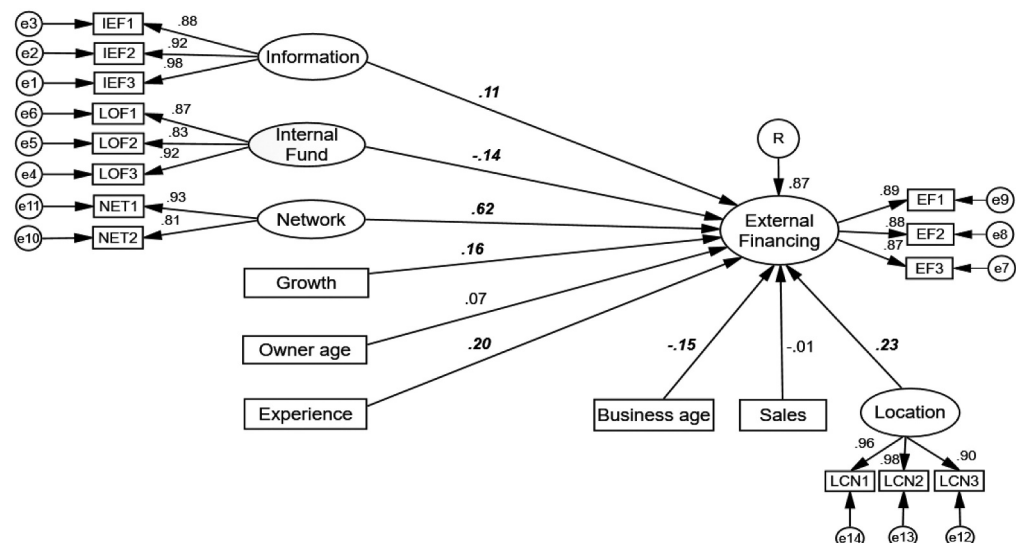 e3 IEF1 .88
e2 IEF2 .92
e1 IEF3 .98
Information
.11
e6 LOF1 .87
e5 LOF2 .83
e4 LOF3 .92
Internal
Fund
-.14
R
.87
e11 NET1 .93
e10 NET2 .81
Network
.62
External
Financing
.89 EF1 e9
.88 EF2 e8
.87 EF3 e7
Growth
.16
Owner age
.07
Experience
.20
-.15
-.01
.23
Business age
Sales
Location
.96 .98 .90
LCN1 LCN2 LCN3
e14 e13 e12